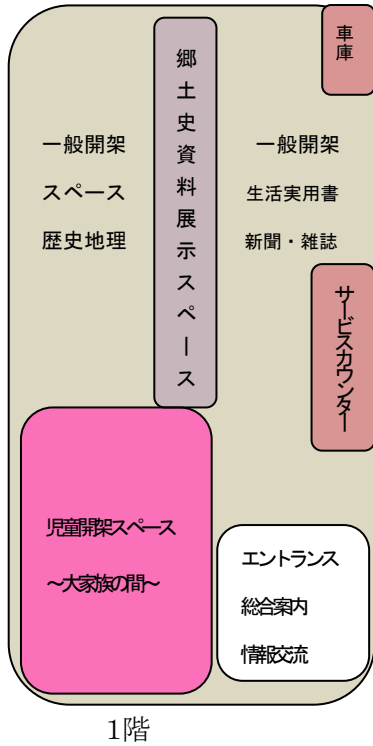 車庫
郷土史資料展示スペース
一般開架
スペース
歴史地理
一般開架
生活実用書
新聞・雑誌
サービスカウンター
児童開架スペース
～大家族の間～
エントランス
総合案内
情報交流
1階